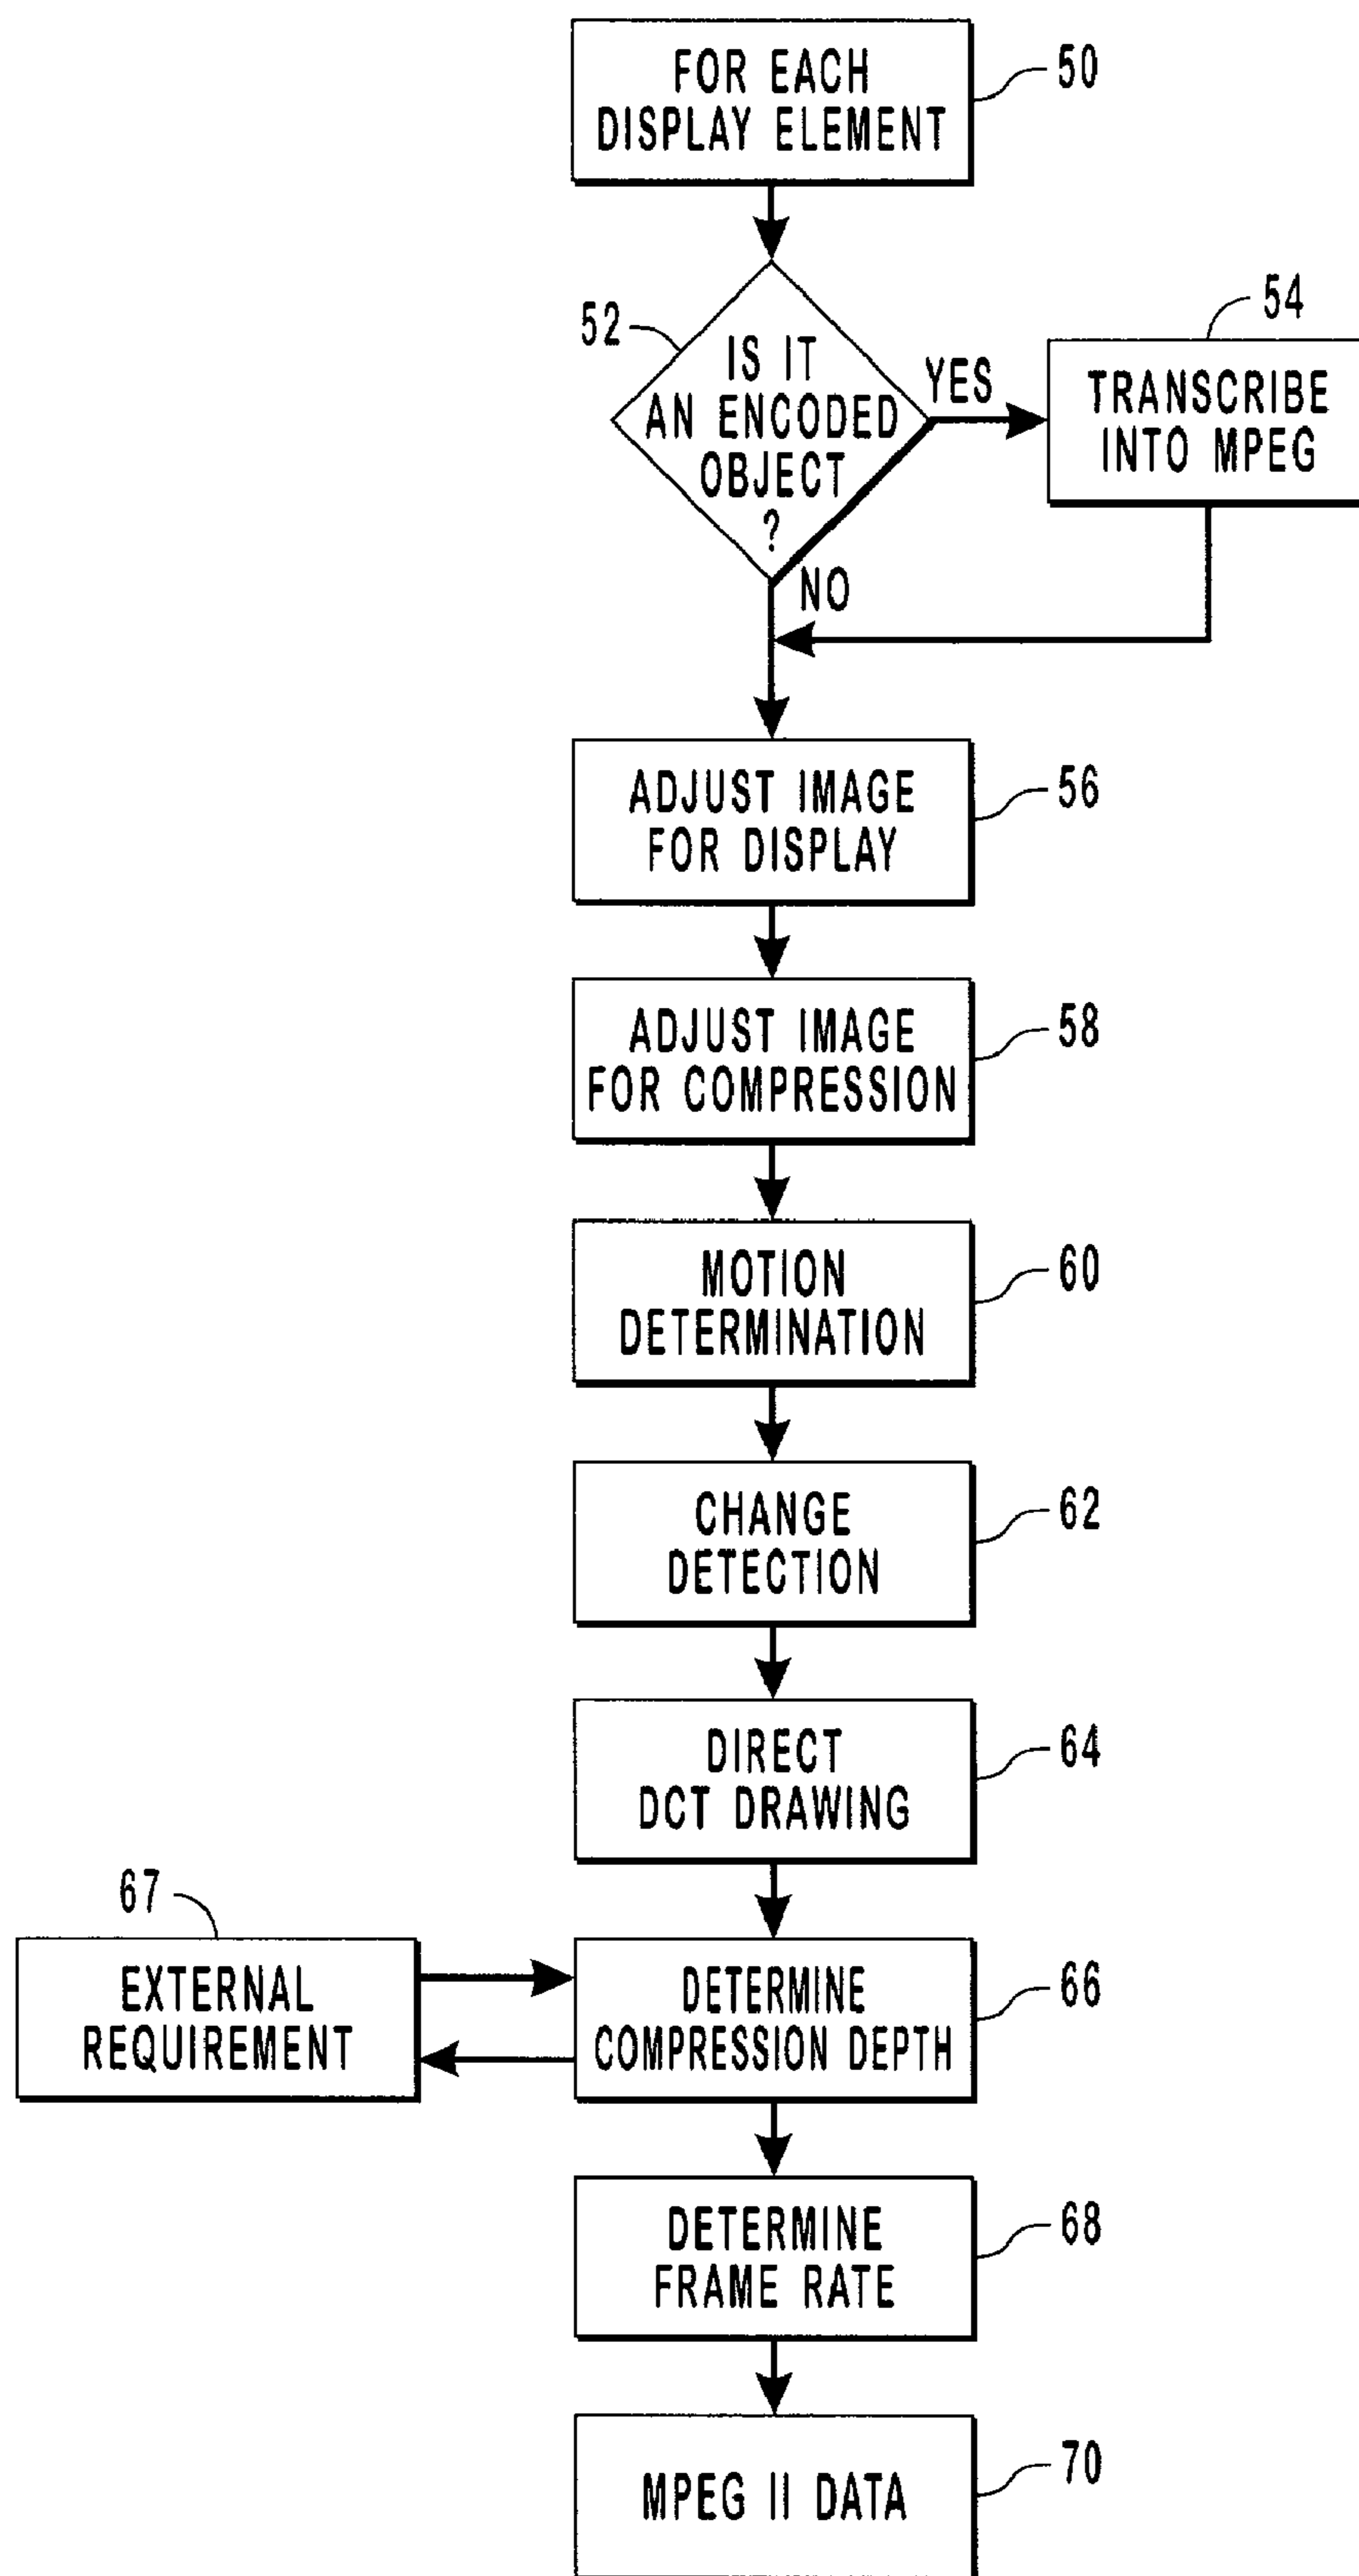 FOR EACH
DISPLAY ELEMENT
50
52
IS IT
AN ENCODED
OBJECT
?
YES
NO
54
TRANSCRIBE
INTO MPEG
ADJUST IMAGE
FOR DISPLAY
56
ADJUST IMAGE
FOR COMPRESSION
58
MOTION
DETERMINATION
60
CHANGE
DETECTION
62
DIRECT
DCT DRAWING
64
67
EXTERNAL
REQUIREMENT
DETERMINE
COMPRESSION DEPTH
66
DETERMINE
FRAME RATE
68
MPEG II DATA
70